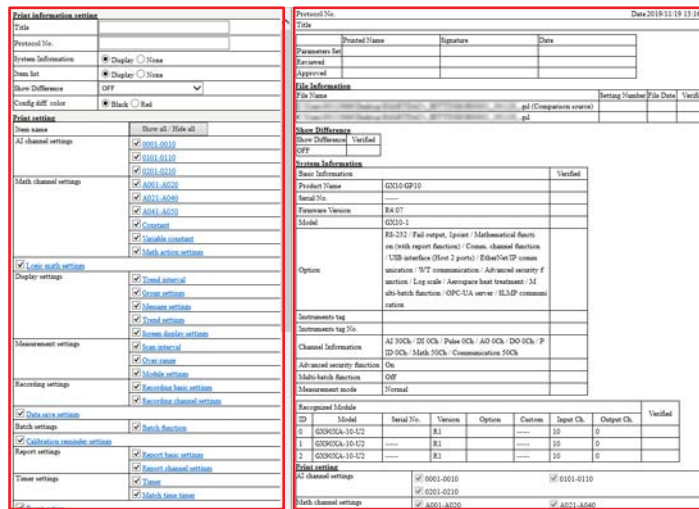 Print information setting
Title
Protocol No.
System Information Display None
Item list Display None
Show Difference OFF
Config diff. color Black Red
Print setting
Item name Show all / Hide all
AI channel settings 0001-0010
0101-0110
0201-0210
Math channel settings A001-A020
A021-A040
A041-A050
Constant
Variable constant
Math action settings
Logic math settings
Display settings Trend interval
Group settings
Message settings
Trend settings
Screen display settings
Measurement settings Scan interval
Over-range
Module settings
Recording settings Recording basic settings
Recording channel settings
Data save settings
Batch settings Batch function
Calibration reminder settings
Report settings Report basic settings
Report channel settings
Timer settings Timer
Match time timer
Protocol No. Date 2019/11/19 13:16
Title
Printed Name Signature Date
Parameters Set
Reviewed
Approved
File Information
File Name Setting Number File Date Verifi
.gsl (Comparison source)
.gsl
Show Difference
Show Difference Verified
OFF
System Information
Basic Information Verified
Product Name GX10-GP10
Serial No. -----
Firmware Version R4.07
Model GX10-1
Option
RS-232 / Fail output, 1point / Mathematical functi
on (with report function) / Comm. channel function
/ USB interface (Host 2 ports) / EtherNet/IP comm
unication / WT communication / Advanced security f
unction / Log scale / Aerospace heat treatment / M
ulti-batch function / OPC-UA server / SLMP communi
cation
Instruments tag
Instruments tag No.
Channel Information
AI 30Ch / DI 0Ch / Pulse 0Ch / AO 0Ch / DO 0Ch / P
ID 0Ch / Math 50Ch / Communication 50Ch
Advanced security function On
Multi-batch function Off
Measurement mode Normal
Recognized Module Verified
ID Model Serial No. Version Option Custom Input Ch. Output Ch.
0 GX90XA-10-U2 R1 ----- 10 0
1 GX90XA-10-U2 ----- R1 ----- 10 0
2 GX90XA-10-U2 ----- R1 ----- 10 0
Print setting
AI channel settings 0001-0010 0101-0110
0201-0210
Math channel settings A001-A020 A021-A040